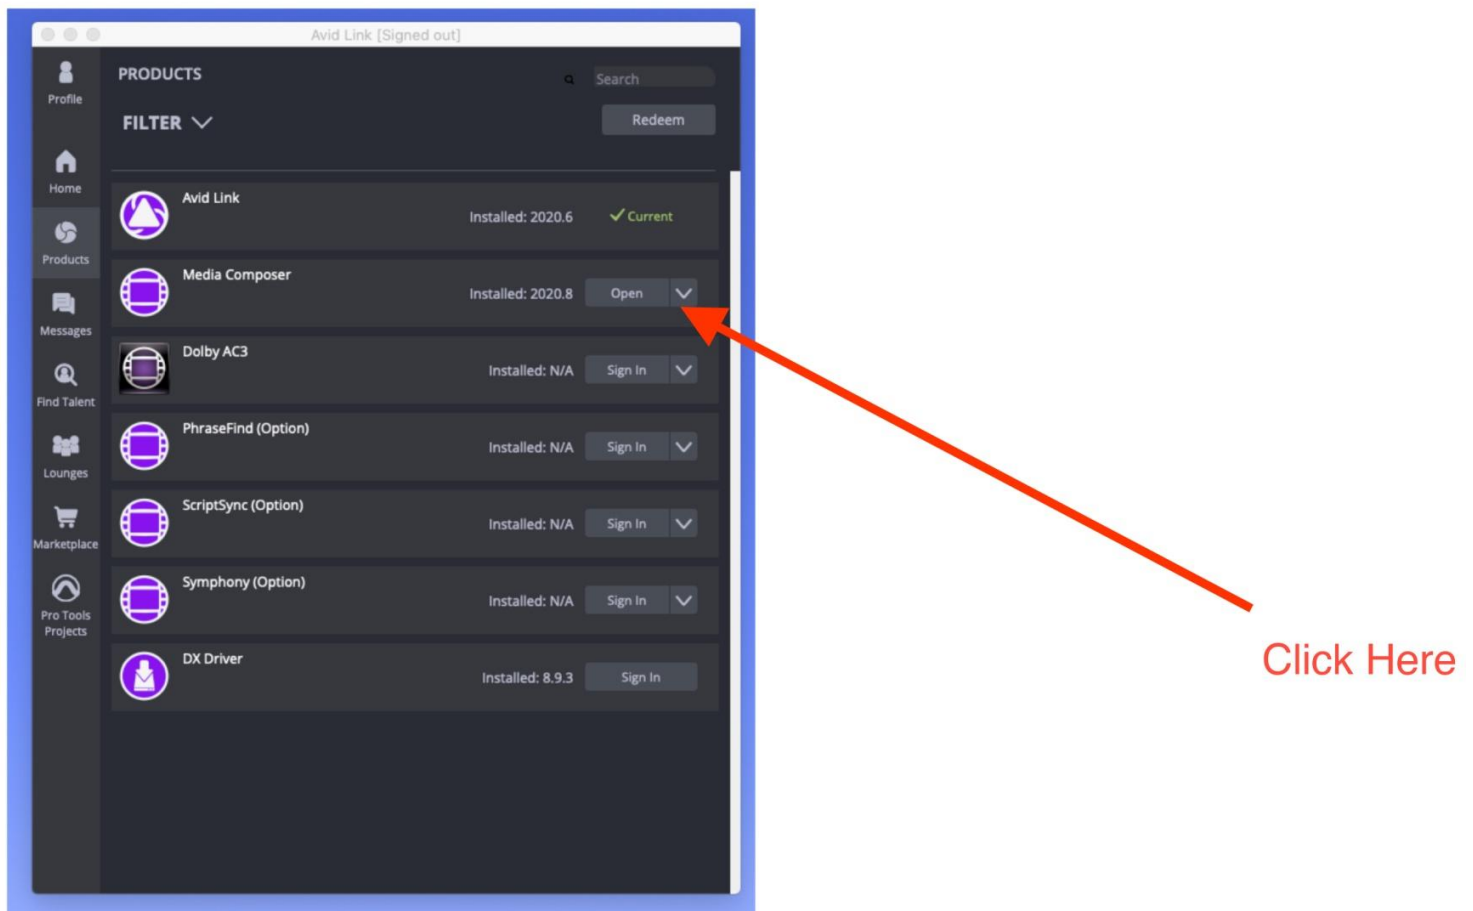 Avid Link [Signed out]
Profile
Home
Products
Messages
Find Talent
Lounges
Marketplace
Pro Tools
Projects
PRODUCTS
Search
FILTER
Redeem
Avid Link
Installed: 2020.6
Current
Media Composer
Installed: 2020.8
Open
Dolby AC3
Installed: N/A
Sign In
PhraseFind (Option)
Installed: N/A
Sign In
ScriptSync (Option)
Installed: N/A
Sign In
Symphony (Option)
Installed: N/A
Sign In
DX Driver
Installed: 8.9.3
Sign In
Click Here